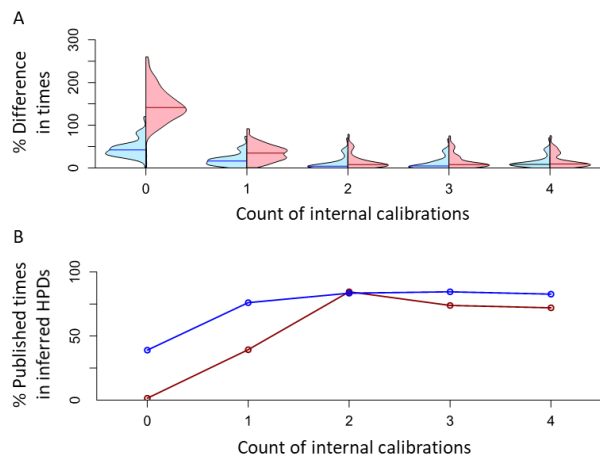 A
300
200
100
0
% Difference
in times
0 1 2 3 4
Count of internal calibrations
B
100
50
0
% Published times
in inferred HPDs
0 1 2 3 4
Count of internal calibrations